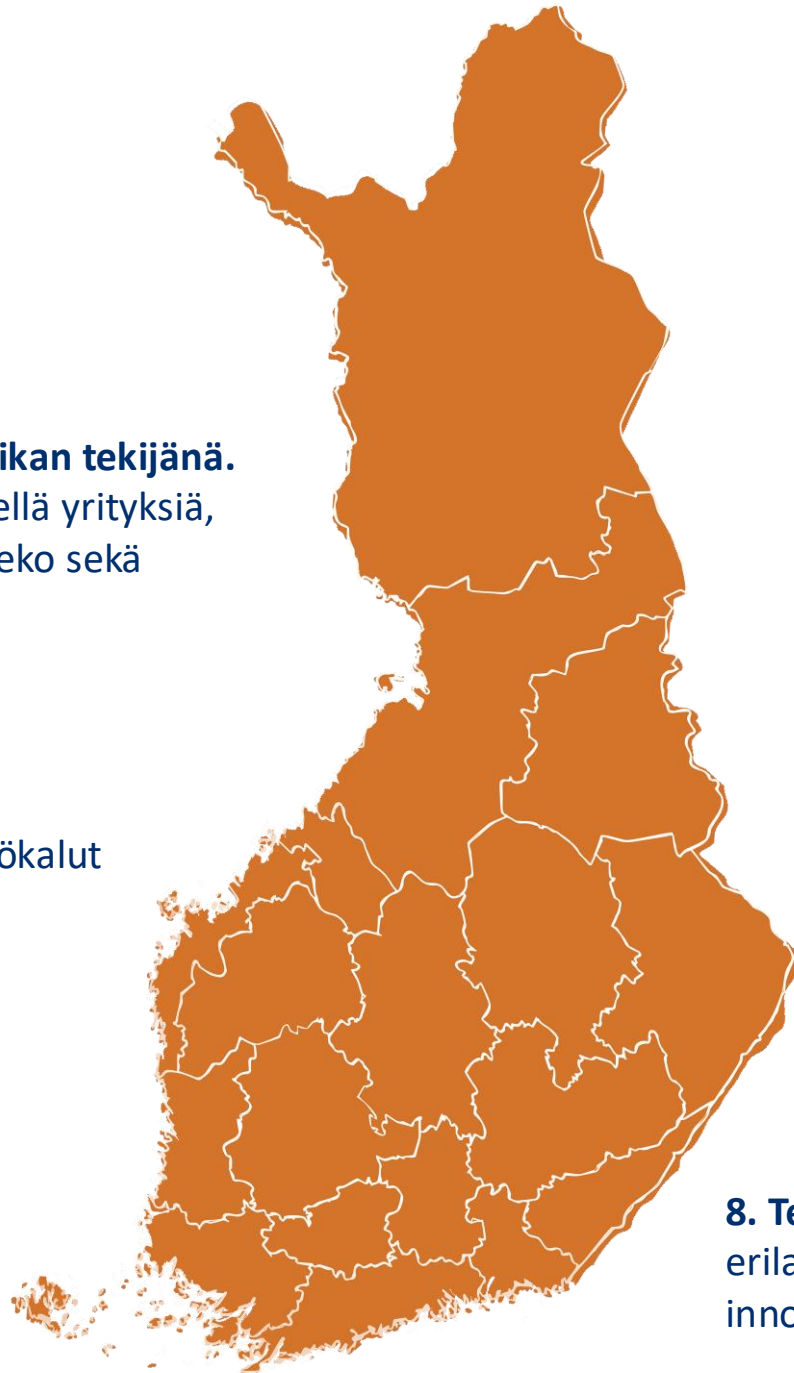 ikan tekijänä.
ellä yrityksiä,
eko sekä
ökalut
8. Te
erila
inno